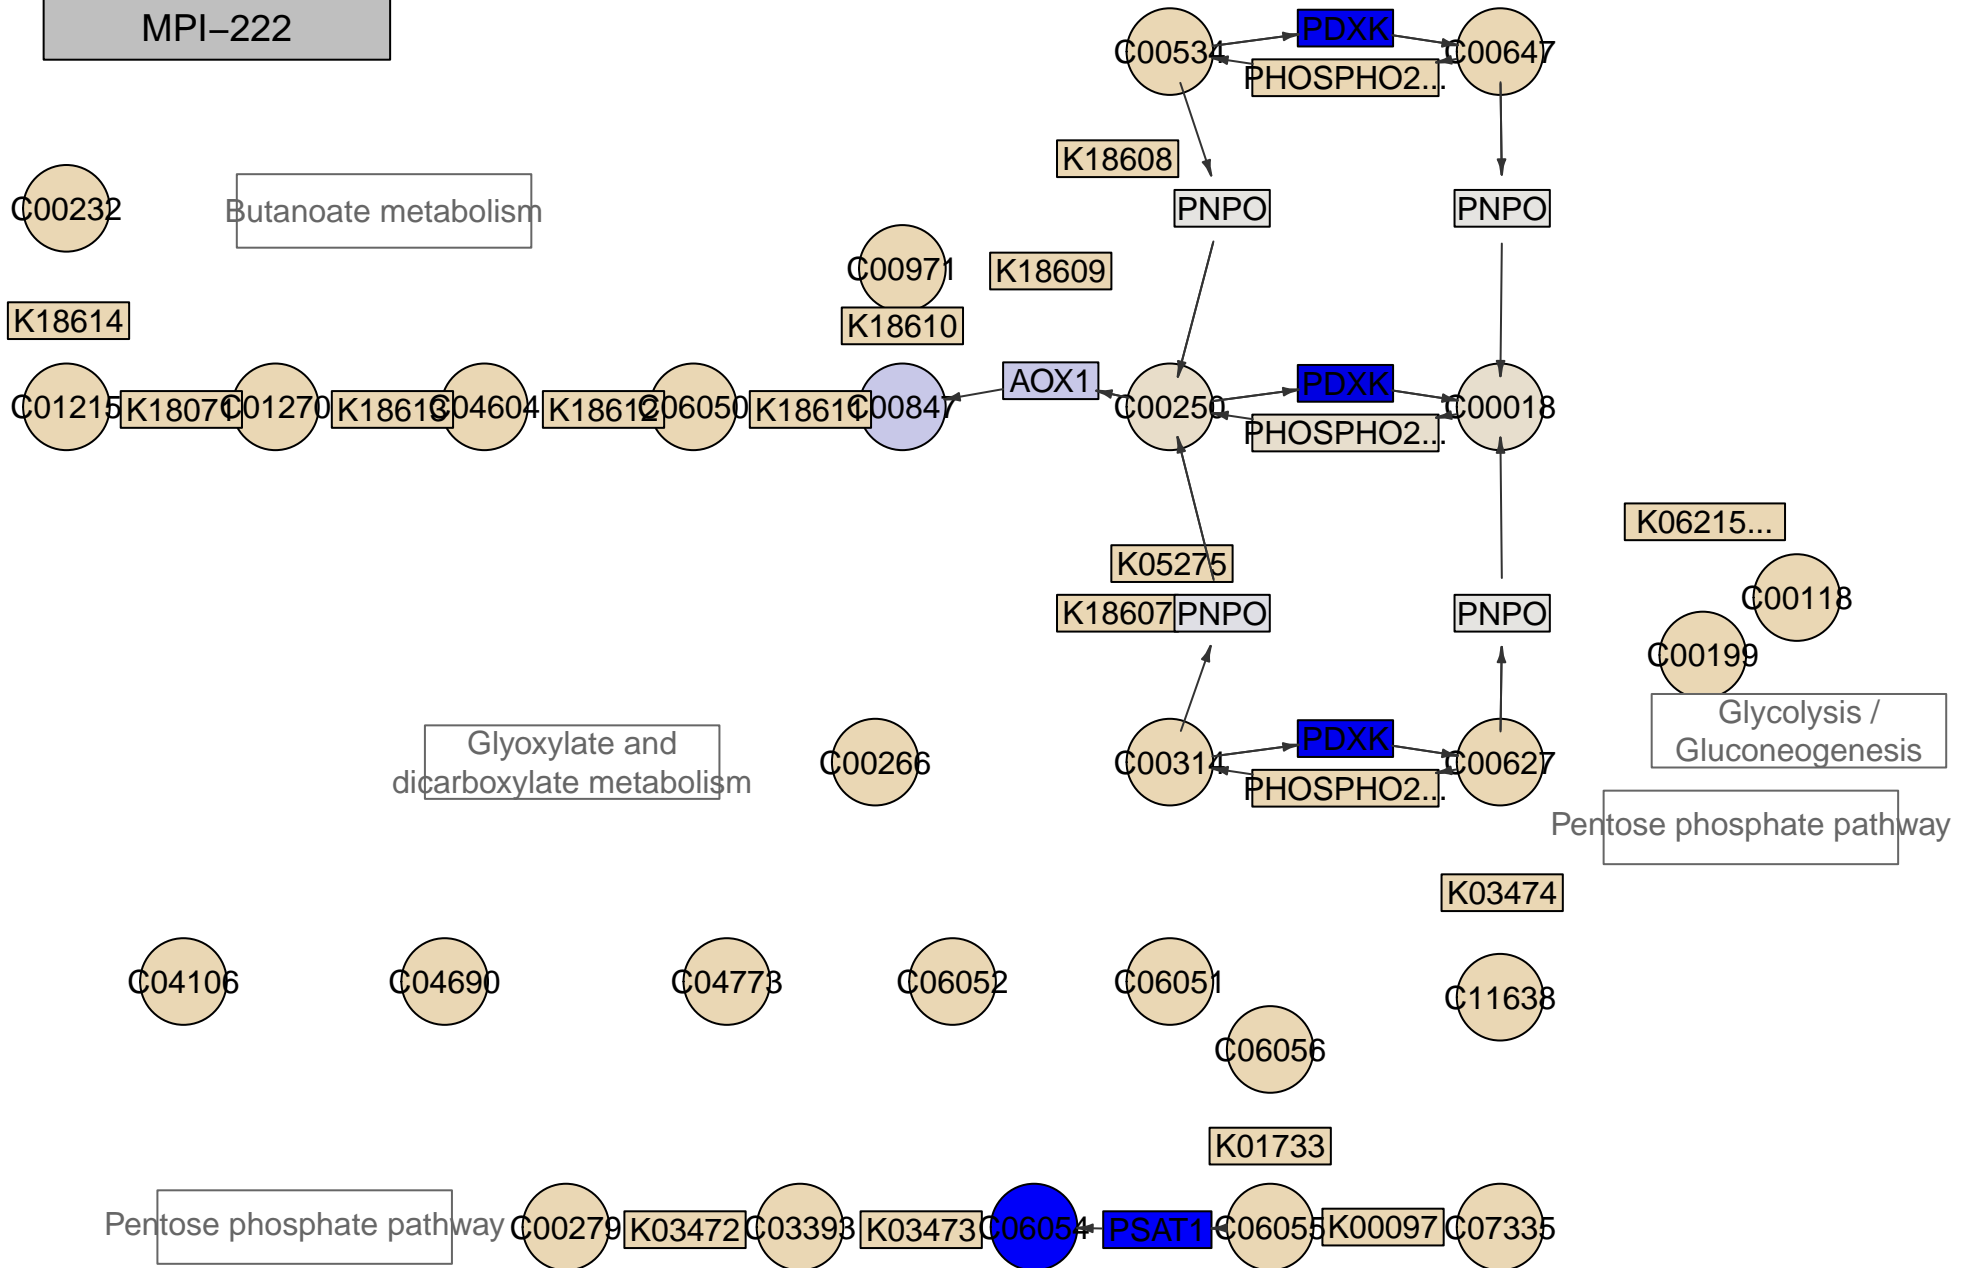 MPI−222
C00534
PDXK
C00647
PHOSPHO2...
K18608
C00232
Butanoate metabolism
PNPO
PNPO
C00971
K18609
K18614
K18610
AOX1
PDXK
C01215
K18071
C01270
K18613
C04604
K18612
C06050
K18611
C00847
C00250
C00018
PHOSPHO2...
K06215...
K05275
C00118
K18607
PNPO
PNPO
C00199
Glycolysis /
Gluconeogenesis
Glyoxylate and
dicarboxylate metabolism
C00266
C00314
PDXK
C00627
PHOSPHO2...
Pentose phosphate pathway
K03474
C04106
C04690
C04773
C06052
C06051
C11638
C06056
K01733
Pentose phosphate pathway
C00279
K03472
C03393
K03473
C06054
PSAT1
C06055
K00097
C07335